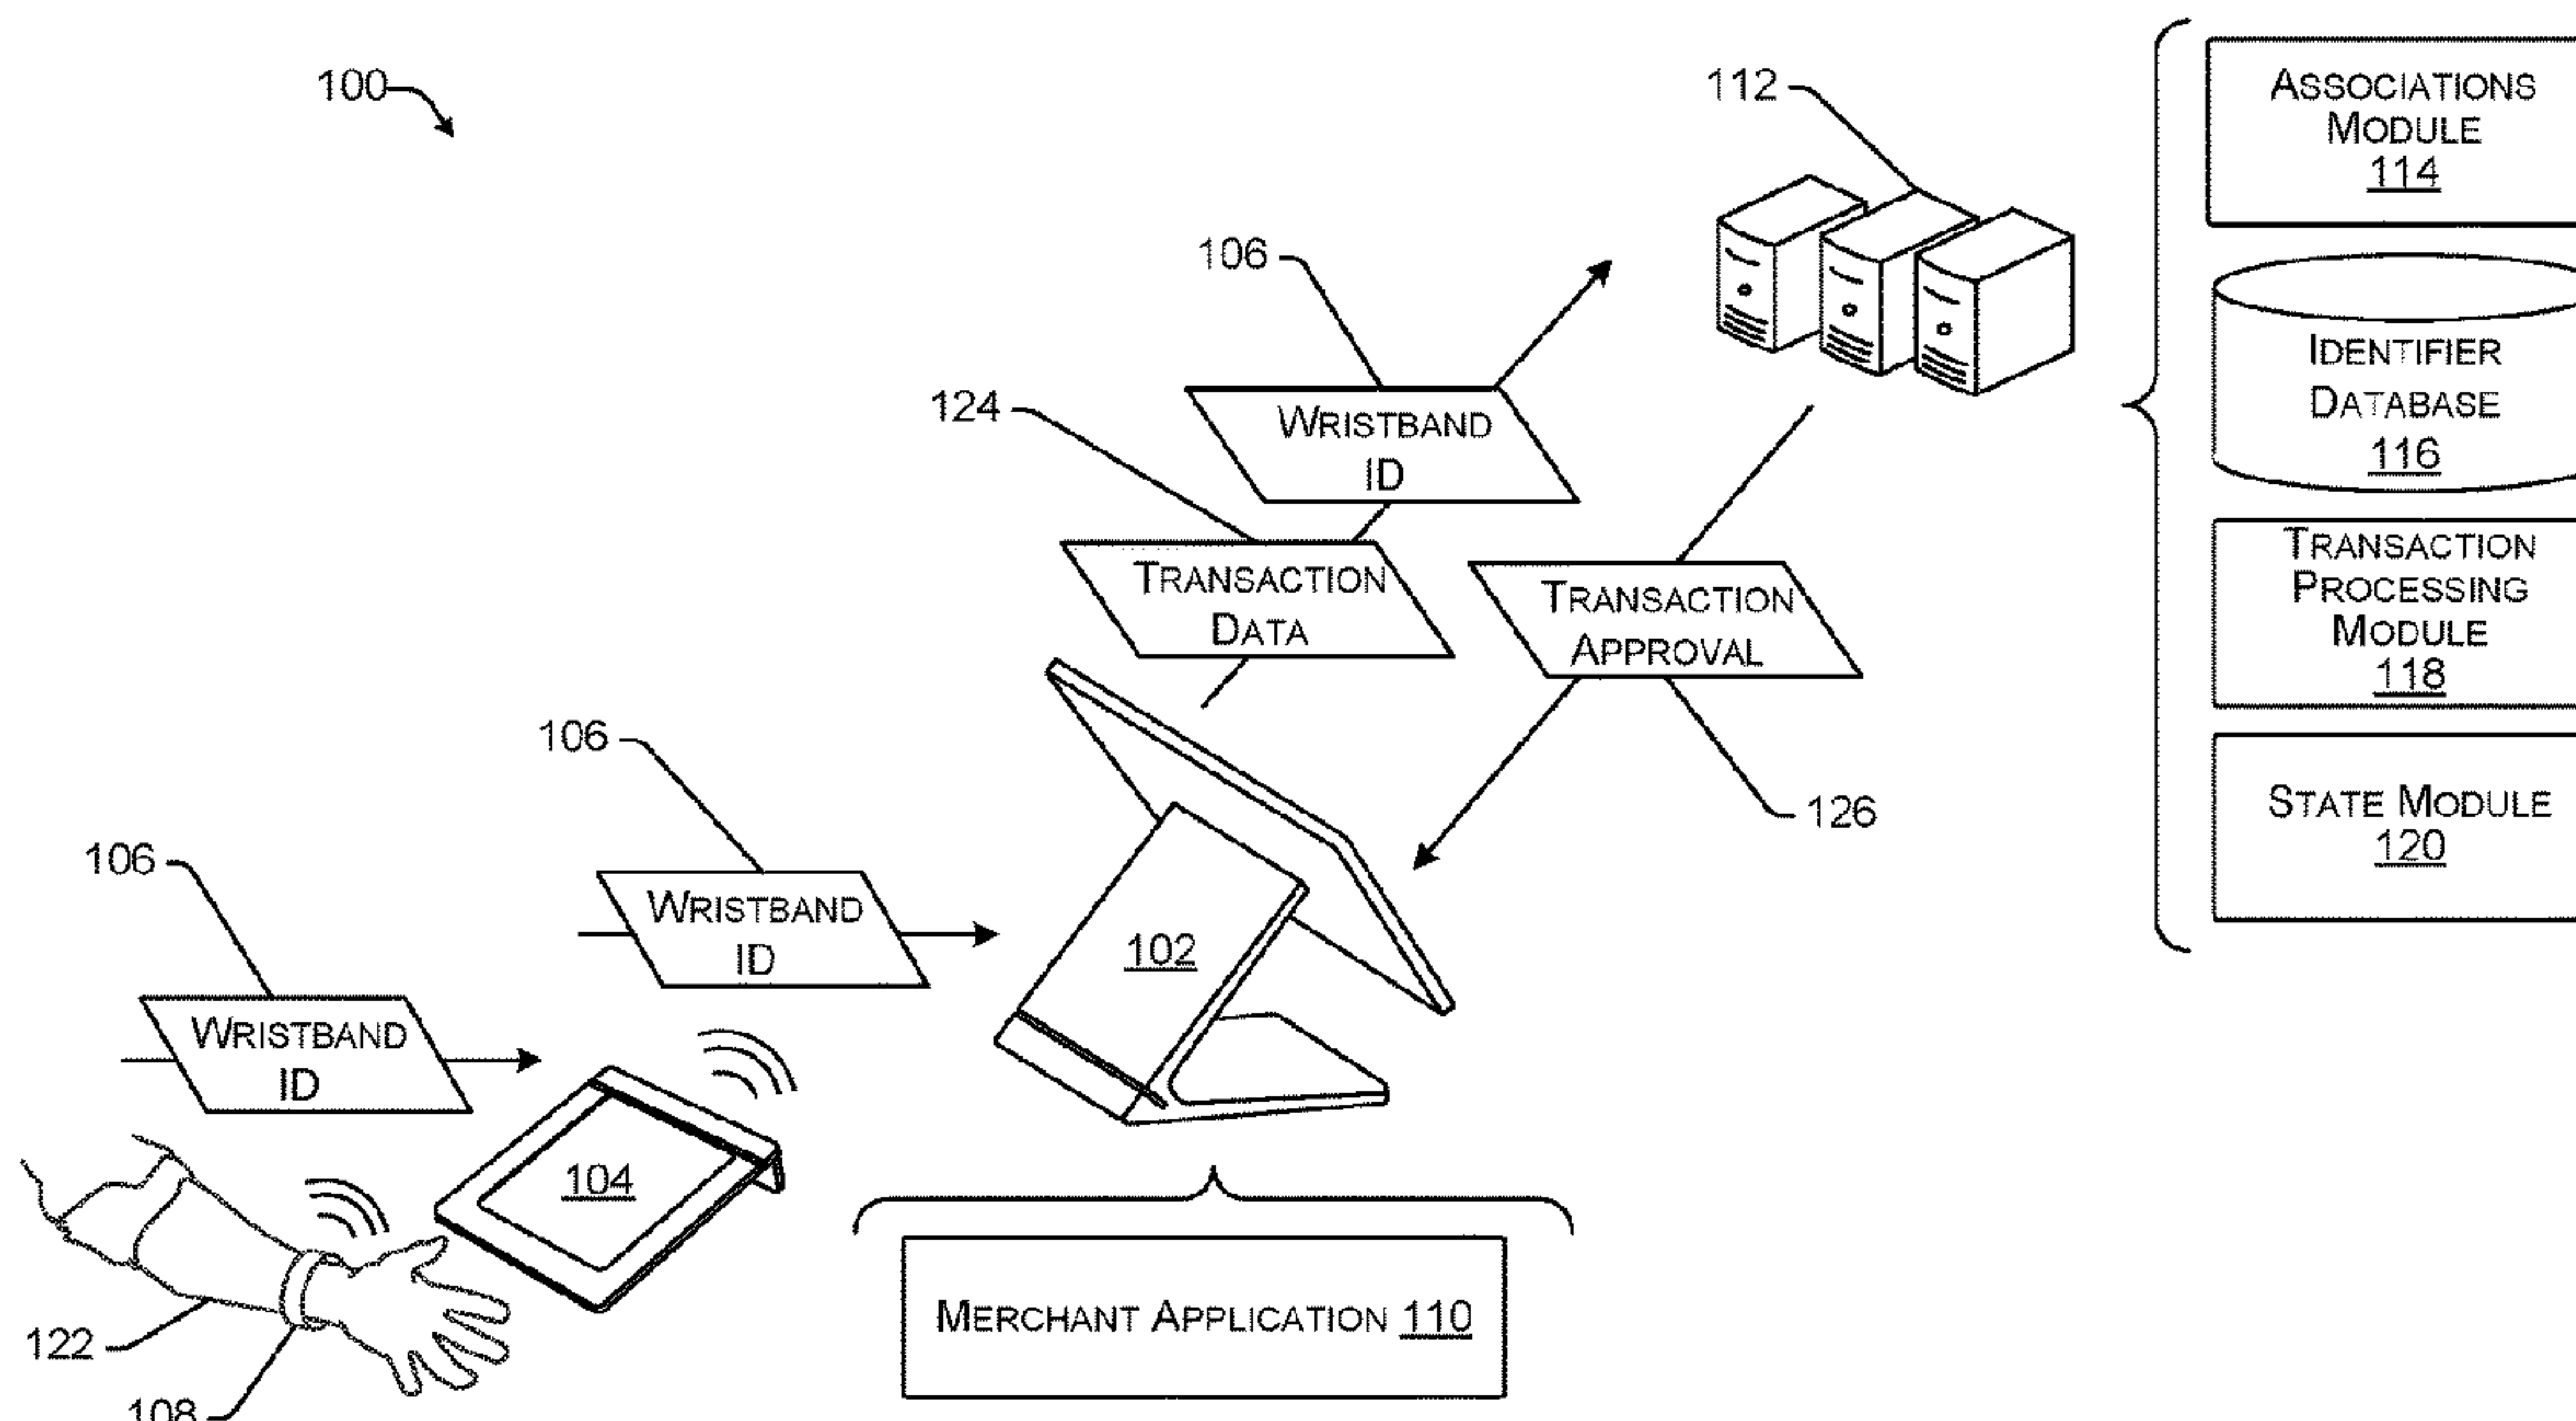 100
112
ASSOCIATIONS
MODULE
114
106
WRISTBAND
ID
124
TRANSACTION
DATA
TRANSACTION
APPROVAL
126
IDENTIFIER
DATABASE
116
TRANSACTION
PROCESSING
MODULE
118
STATE MODULE
120
106
WRISTBAND
ID
102
106
WRISTBAND
ID
104
122
108
MERCHANT APPLICATION 110